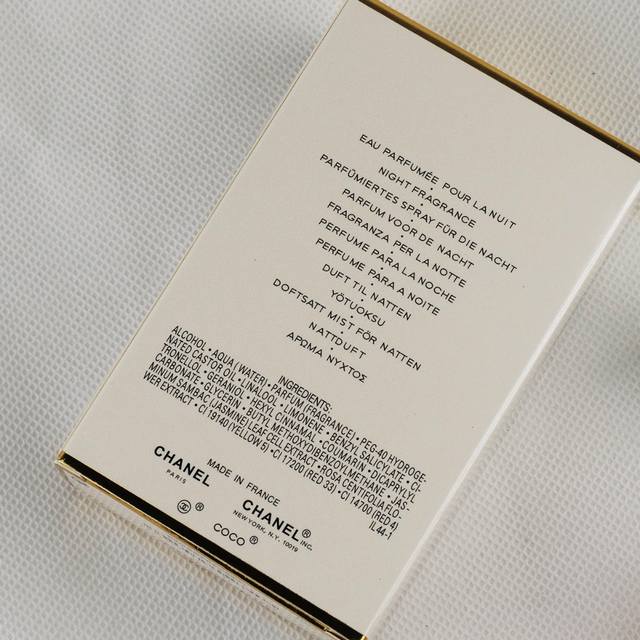 EAU PARFUMÉE POUR LA NUIT
NIGHT FRAGRANCE
PARFÜMIERTES SPRAY FÜR DIE NACHT
PARFUM VOOR DE NACHT
FRAGRANZA PER LA NOTTE
PERFUME PARA LA NOCHE
PERFUME PARA A NOITE
DUFT TIL NATTEN
YÖTUOKSU
DOFTSATT MIST FÖR NATTEN
NATTDUFT
ΑΡΩΜΑ ΝΥΧΤΟΣ
INGREDIENTS:
ALCOHOL • AQUA (WATER) • PARFUM (FRAGRANCE) • PEG-40 HYDROGE-
NATED CASTOR OIL • LINALOOL • LIMONENE • BENZYL SALICYLATE • CI-
TRONELLOL • GERANIOL • HEXYL CINNAMAL • COUMARIN • DICAPRYLYL
CARBONATE • GLYCERIN • BUTYL METHOXYDIBENZOYLMETHANE • JAS-
MINUM SAMBAC (JASMINE) LEAF CELL EXTRACT • ROSA CENTIFOLIA FLO-
WER EXTRACT • CI 19140 (YELLOW 5) • CI 17200 (RED 33) • CI 14700 (RED 4)
IL44-1
MADE IN FRANCE
CHANEL
PARIS
CHANEL® INC.
NEW YORK, N.Y. 10019
®
COCO®